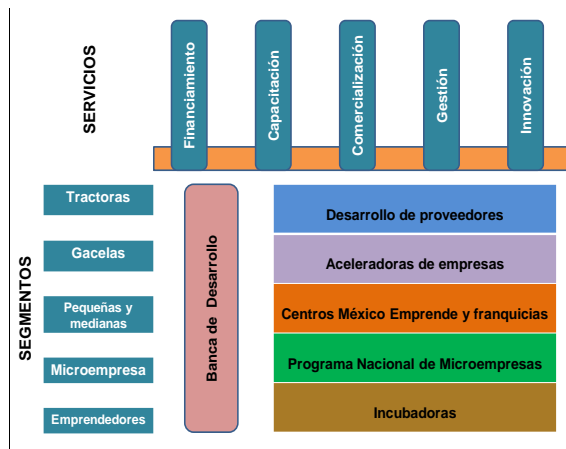 SERVICIOS
Financiamiento
Capacitación
Comercialización
Gestión
Innovación
SEGMENTOS
Tractoras
Gacelas
Pequeñas y
medianas
Microempresa
Emprendedores
Banca de Desarrollo
Desarrollo de proveedores
Aceleradoras de empresas
Centros México Emprende y franquicias
Programa Nacional de Microempresas
Incubadoras